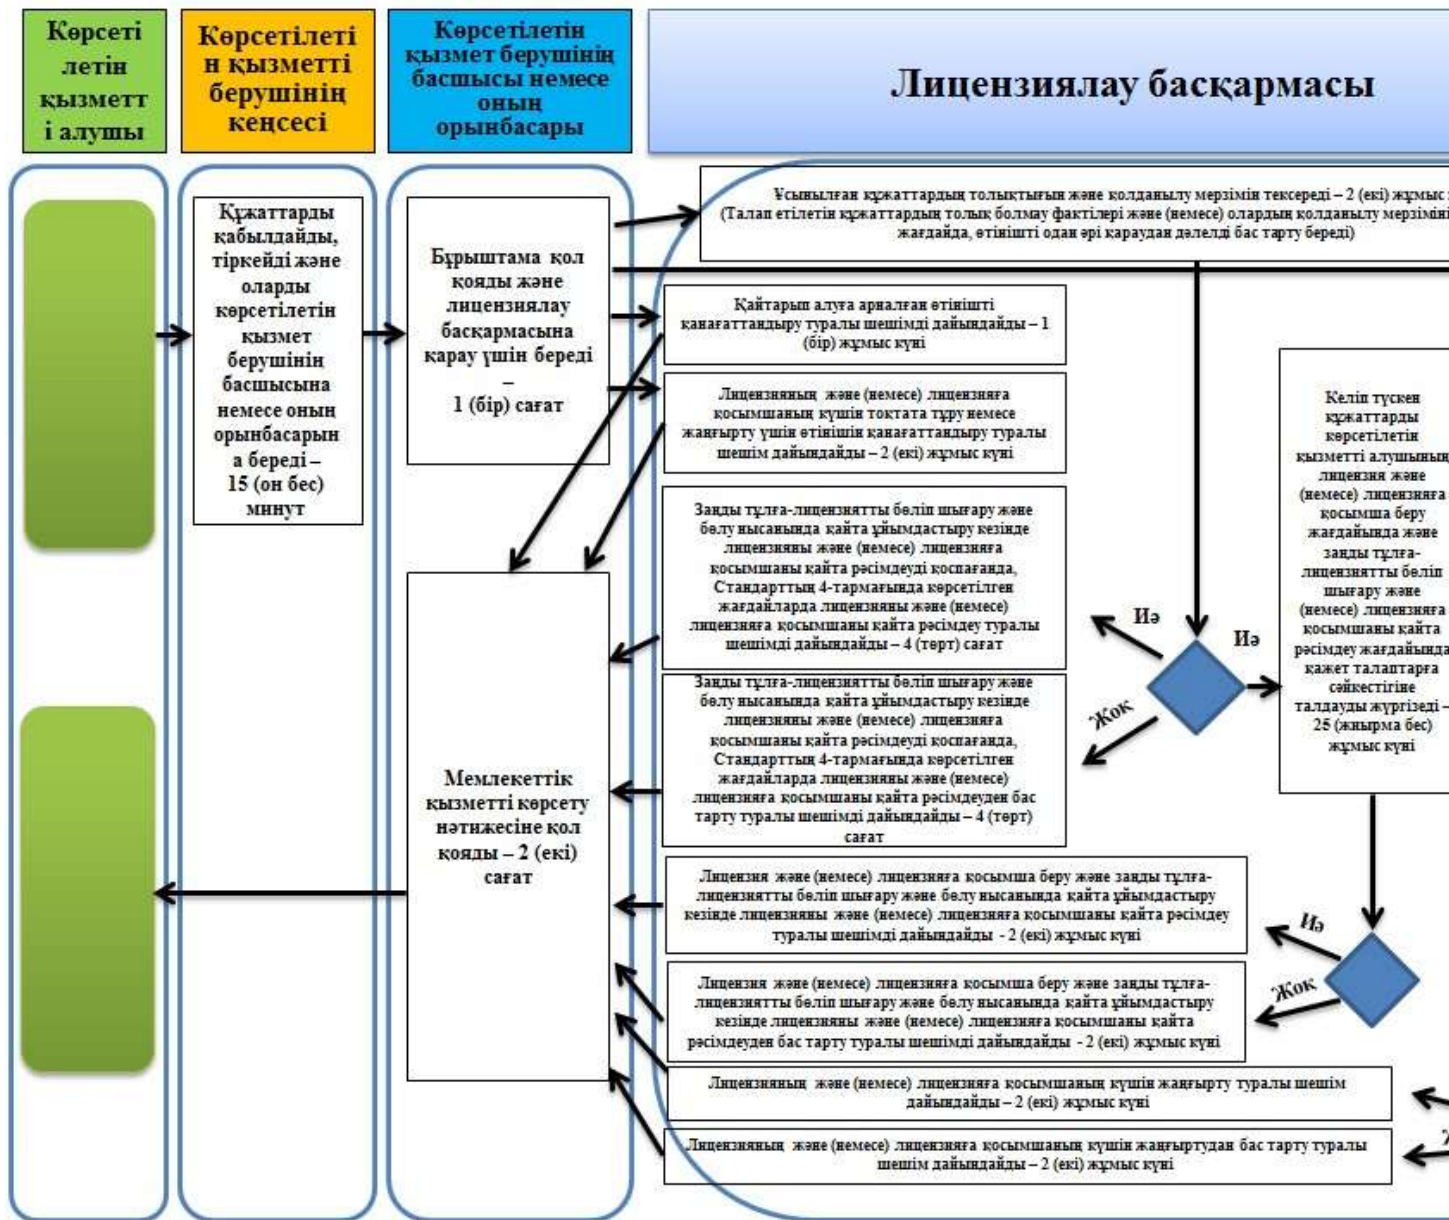 Көрсеті
летін
қызметт
і алушы
Көрсетілеті
н қызметті
берушінің
кеңсесі
Көрсетілетін
қызмет берушінің
басшысы немесе
оның
орынбасары
Лицензиялау басқармасы
Құжаттарды
қабылдайды,
тіркейді және
оларды
көрсетілетін
қызмет
берушінің
басшысына
немесе оның
орынбасарын
а береді –
15 (он бес)
минут
Бұрыштама қол
қояды және
лицензиялау
басқармасына
қарау үшін береді
–
1 (бір) сағат
Ұсынылған құжаттардың толықтығын және қолданылу мерзімін тексереді – 2 (екі) жұмыс
(Талап етілетін құжаттардың толық болмау фактілері және (немесе) олардың қолданылу мерзіміні
жағдайда, өтінішті одан әрі қараудан дәлелді бас тарту береді)
Қайтарып алуға арналған өтінішті
қанағаттандыру туралы шешімді дайындайды – 1
(бір) жұмыс күні
Лицензияның және (немесе) лицензияға
қосымшаның күшін тоқтата тұру немесе
жаңғырту үшін өтінішін қанағаттандыру туралы
шешім дайындайды – 2 (екі) жұмыс күні
Заңды тұлға-лицензиятты бөліп шығару және
бөлу нысанында қайта ұйымдастыру кезінде
лицензияны және (немесе) лицензияға
қосымшаны қайта рәсімдеуді қоспағанда,
Стандарттың 4-тармағында көрсетілген
жағдайларда лицензияны және (немесе)
лицензияға қосымшаны қайта рәсімдеу туралы
шешімді дайындайды – 4 (төрт) сағат
Заңды тұлға-лицензиятты бөліп шығару және
бөлу нысанында қайта ұйымдастыру кезінде
лицензияны және (немесе) лицензияға
қосымшаны қайта рәсімдеуді қоспағанда,
Стандарттың 4-тармағында көрсетілген
жағдайларда лицензияны және (немесе)
лицензияға қосымшаны қайта рәсімдеуден бас
тарту туралы шешімді дайындайды – 4 (төрт)
сағат
Иә
Иә
Жоқ
Келіп түскен
құжаттарды
көрсетілетін
қызметті алушының
лицензия және
(немесе) лицензияға
қосымша беру
жағдайында және
заңды тұлға-
лицензиятты бөліп
шығару және
(немесе) лицензияға
қосымшаны қайта
рәсімдеу жағдайында
қажет талаптарға
сәйкестігіне
талдауды жүргізеді –
25 (жиырма бес)
жұмыс күні
Мемлекеттік
қызметті көрсету
нәтижесіне қол
қояды – 2 (екі)
сағат
Лицензия және (немесе) лицензияға қосымша беру және заңды тұлға-
лицензиятты бөліп шығару және бөлу нысанында қайта ұйымдастыру
кезінде лицензияны және (немесе) лицензияға қосымшаны қайта рәсімдеу
туралы шешімді дайындайды - 2 (екі) жұмыс күні
Иә
Жоқ
Лицензия және (немесе) лицензияға қосымша беру және заңды тұлға-
лицензиятты бөліп шығару және бөлу нысанында қайта ұйымдастыру
кезінде лицензияны және (немесе) лицензияға қосымшаны қайта
рәсімдеуден бас тарту туралы шешімді дайындайды - 2 (екі) жұмыс күні
Лицензияның және (немесе) лицензияға қосымшаның күшін жаңғырту туралы шешім
дайындайды – 2 (екі) жұмыс күні
Лицензияның және (немесе) лицензияға қосымшаның күшін жаңғыртудан бас тарту туралы
шешім дайындайды – 2 (екі) жұмыс күні